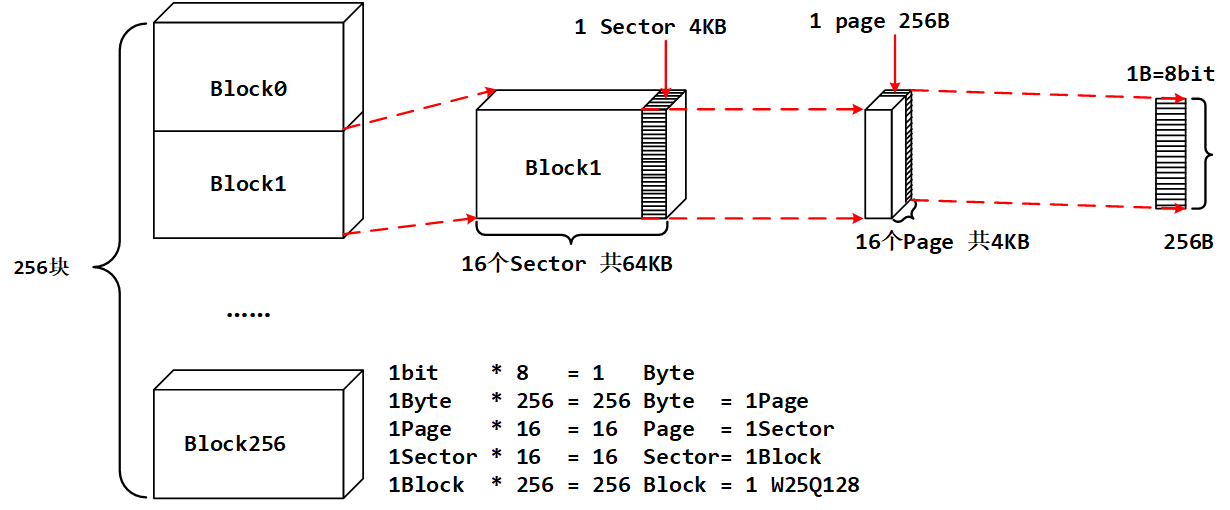 1 Sector 4KB
1 page 256B
1B=8bit
Block0
Block1
Block1
256块
16个Sector 共64KB
16个Page 共4KB
256B
……
Block256
1bit * 8 = 1 Byte
1Byte * 256 = 256 Byte = 1Page
1Page * 16 = 16 Page = 1Sector
1Sector * 16 = 16 Sector= 1Block
1Block * 256 = 256 Block = 1 W25Q128